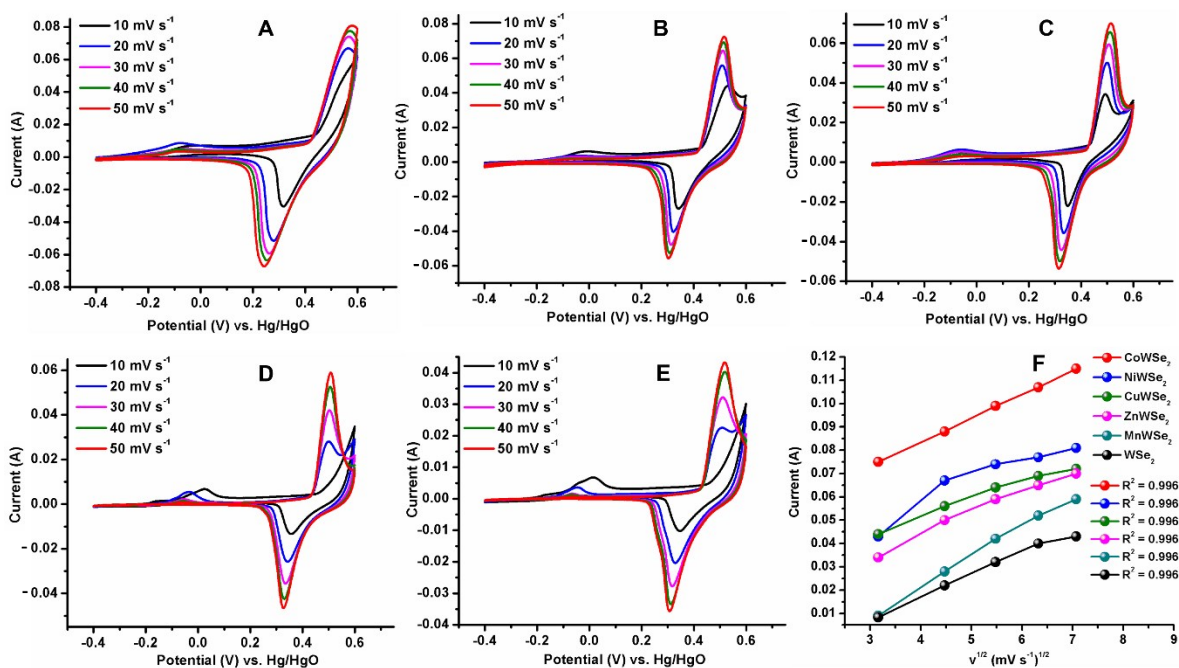 A
10 mV s⁻¹
20 mV s⁻¹
30 mV s⁻¹
40 mV s⁻¹
50 mV s⁻¹
0.08
0.06
0.04
0.02
0.00
−0.02
−0.04
−0.06
−0.08
-0.4
-0.2
0.0
0.2
0.4
0.6
Current (A)
Potential (V) vs. Hg/HgO
B
10 mV s⁻¹
20 mV s⁻¹
30 mV s⁻¹
40 mV s⁻¹
50 mV s⁻¹
0.08
0.06
0.04
0.02
0.00
−0.02
−0.04
−0.06
-0.4
-0.2
0.0
0.2
0.4
0.6
Current (A)
Potential (V) vs. Hg/HgO
C
10 mV s⁻¹
20 mV s⁻¹
30 mV s⁻¹
40 mV s⁻¹
50 mV s⁻¹
0.06
0.04
0.02
0.00
−0.02
−0.04
−0.06
-0.4
-0.2
0.0
0.2
0.4
0.6
Current (A)
Potential (V) vs. Hg/HgO
D
10 mV s⁻¹
20 mV s⁻¹
30 mV s⁻¹
40 mV s⁻¹
50 mV s⁻¹
0.06
0.04
0.02
0.00
−0.02
−0.04
-0.4
-0.2
0.0
0.2
0.4
0.6
Current (A)
Potential (V) vs. Hg/HgO
E
10 mV s⁻¹
20 mV s⁻¹
30 mV s⁻¹
40 mV s⁻¹
50 mV s⁻¹
0.04
0.03
0.02
0.01
0.00
−0.01
−0.02
−0.03
−0.04
-0.4
-0.2
0.0
0.2
0.4
0.6
Current (A)
Potential (V) vs. Hg/HgO
F
CoWSe₂
NiWSe₂
CuWSe₂
ZnWSe₂
MnWSe₂
WSe₂
R² = 0.996
R² = 0.996
R² = 0.996
R² = 0.996
R² = 0.996
R² = 0.996
0.12
0.11
0.10
0.09
0.08
0.07
0.06
0.05
0.04
0.03
0.02
0.01
3
4
5
6
7
8
9
Current (A)
v^1/2 (mV s⁻¹)^1/2